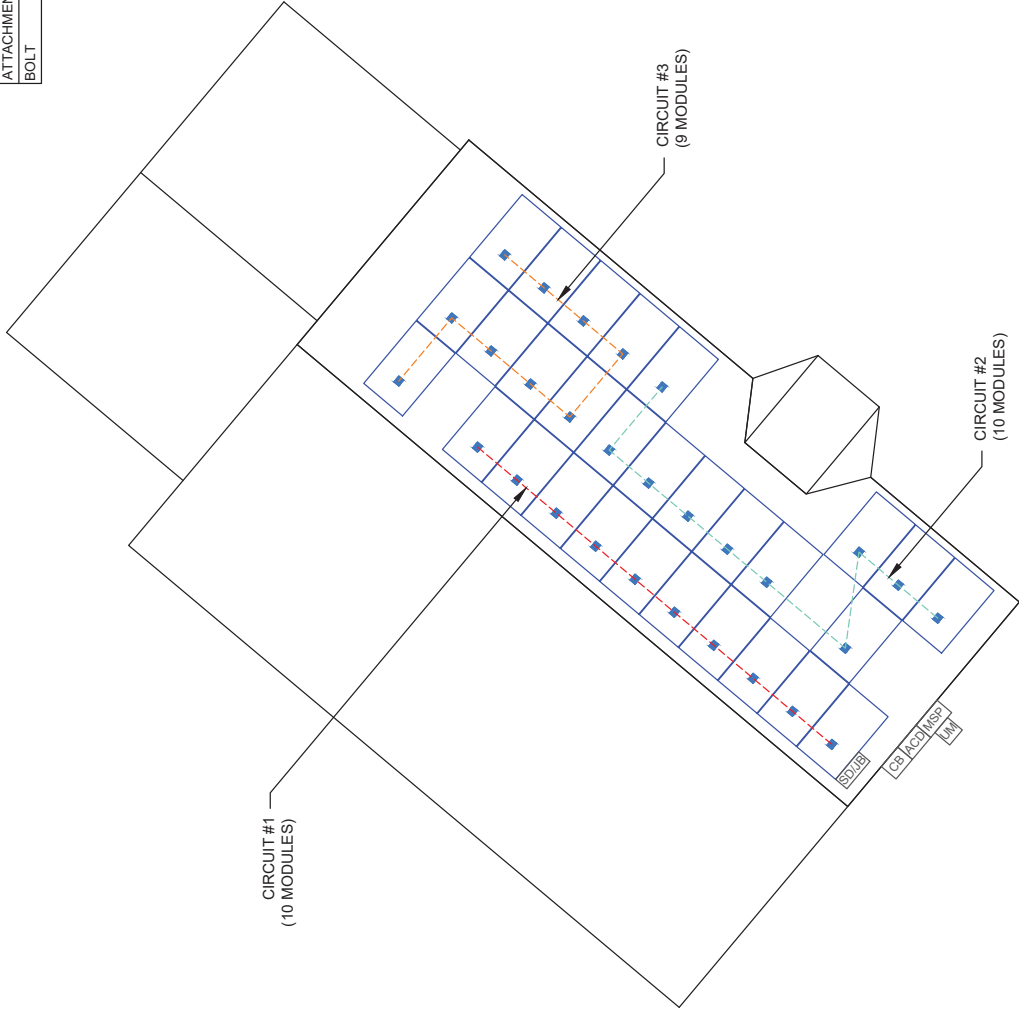 ATTACHMEN
BOLT
CIRCUIT #3
(9 MODULES)
CIRCUIT #2
(10 MODULES)
CIRCUIT #1
(10 MODULES)
SD/JB
CB
ACD
MSP
UM